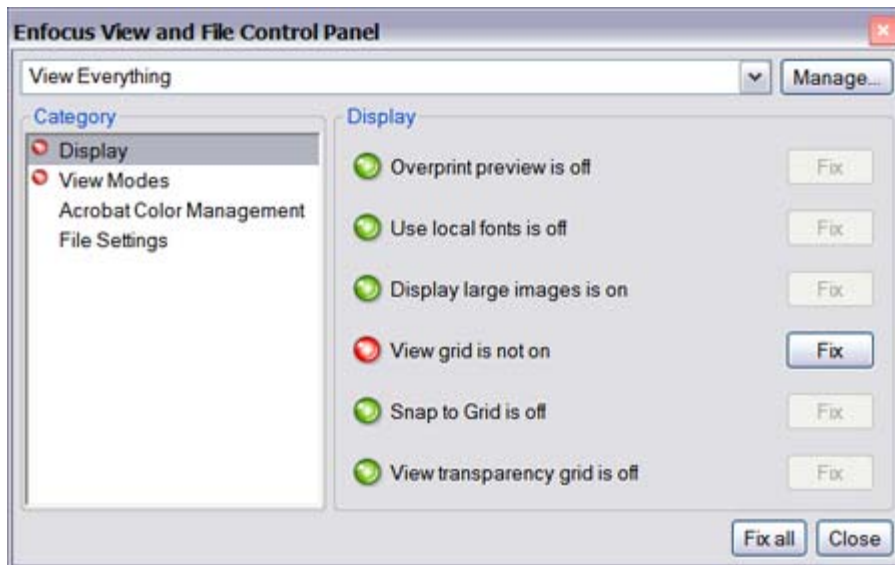 Enfocus View and File Control Panel
View Everything
Manage...
Category
Display
View Modes
Acrobat Color Management
File Settings
Display
Overprint preview is off
Fix
Use local fonts is off
Fix
Display large images is on
Fix
View grid is not on
Fix
Snap to Grid is off
Fix
View transparency grid is off
Fix
Fix all
Close